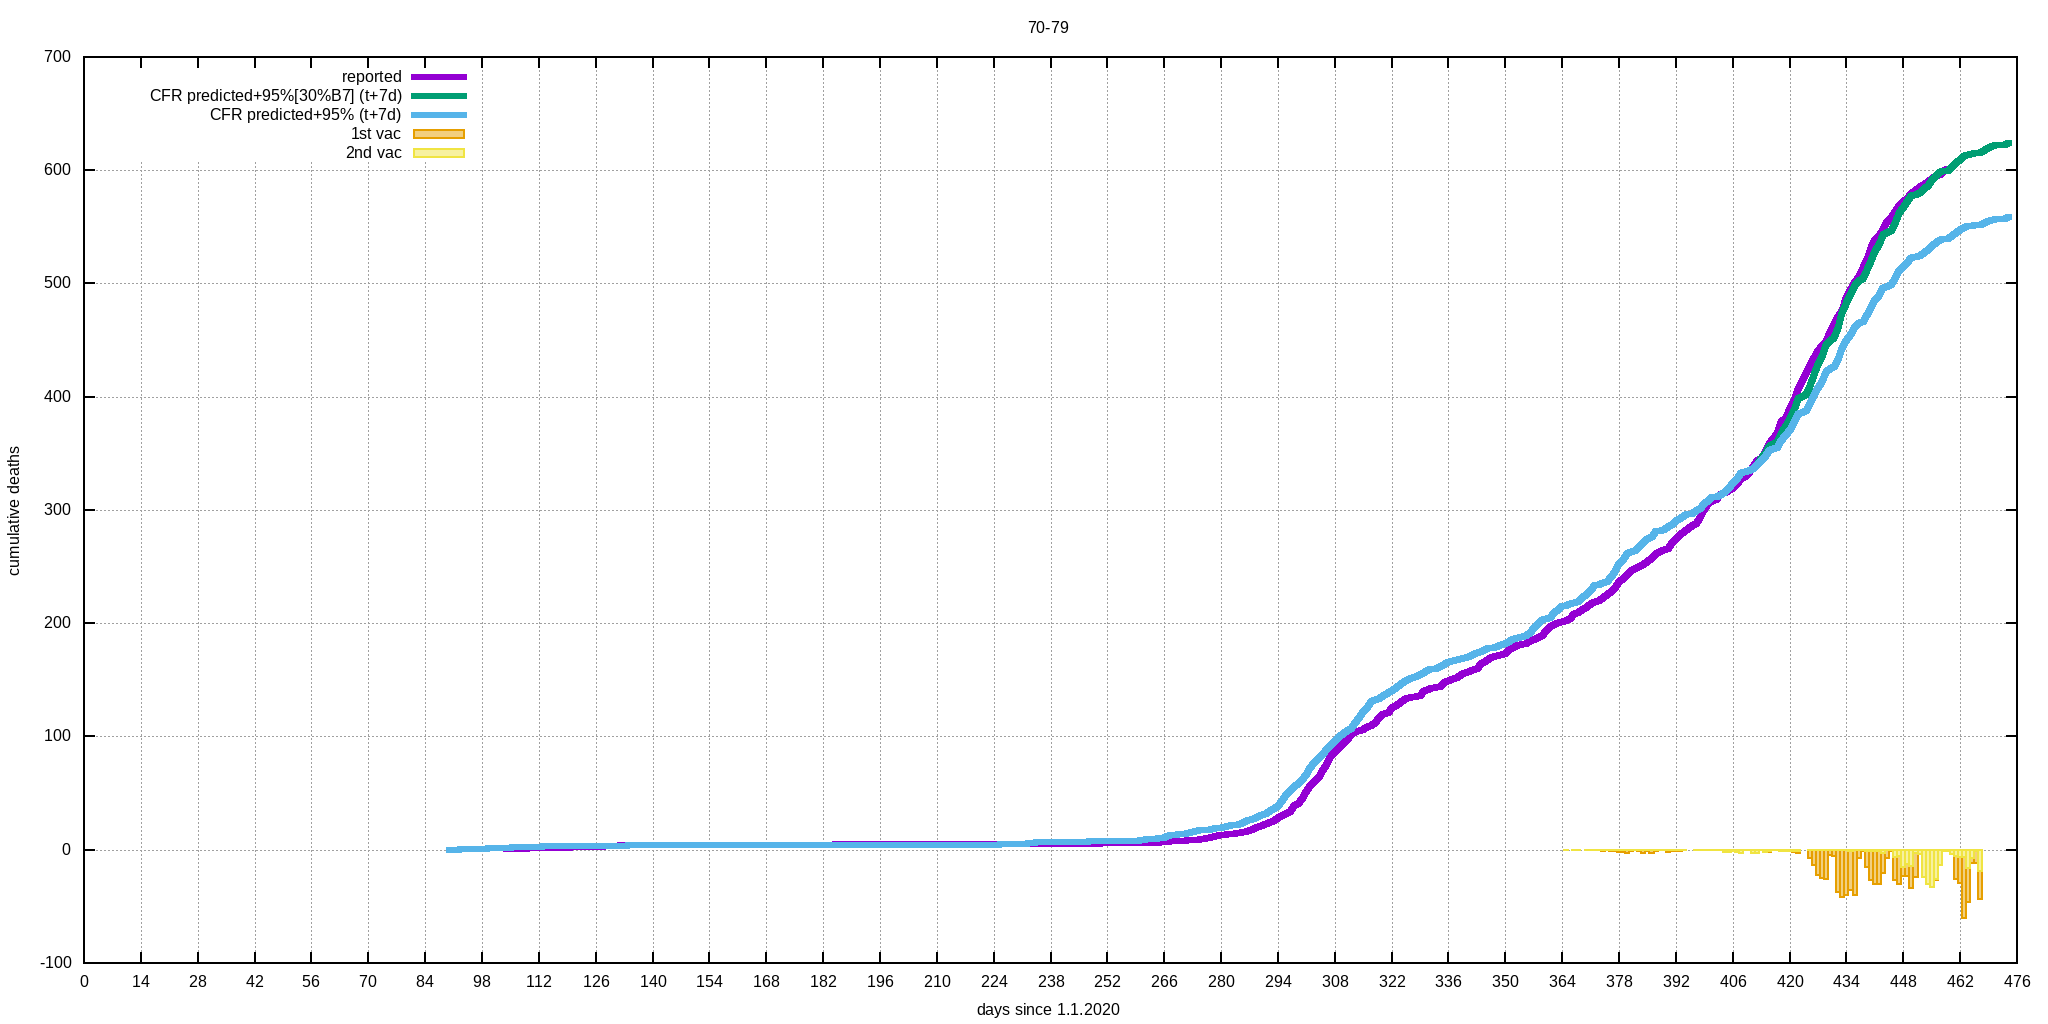 70-79
reported
CFR predicted+95%[30%B7] (t+7d)
CFR predicted+95% (t+7d)
1st vac
2nd vac
700
600
500
400
300
200
100
0
-100
cumulative deaths
0 14 28 42 56 70 84 98 112 126 140 154 168 182 196 210 224 238 252 266 280 294 308 322 336 350 364 378 392 406 420 434 448 462 476
days since 1.1.2020